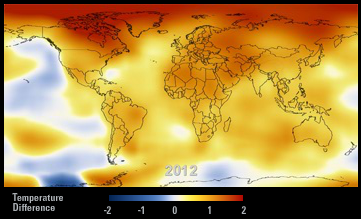 2012
Temperature
Difference
-2 -1 0 1 2